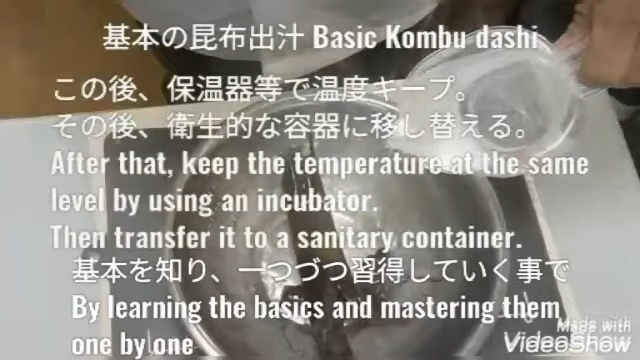 基本の昆布出汁 Basic Kombu dashi
この後、保温器等で温度キープ。
その後、衛生的な容器に移し替える。
After that, keep the temperature at the same
level by using an incubator.
Then transfer it to a sanitary container.
基本を知り、一つづつ習得していく事で
By learning the basics and mastering them
one by one
Made with
VideoShow